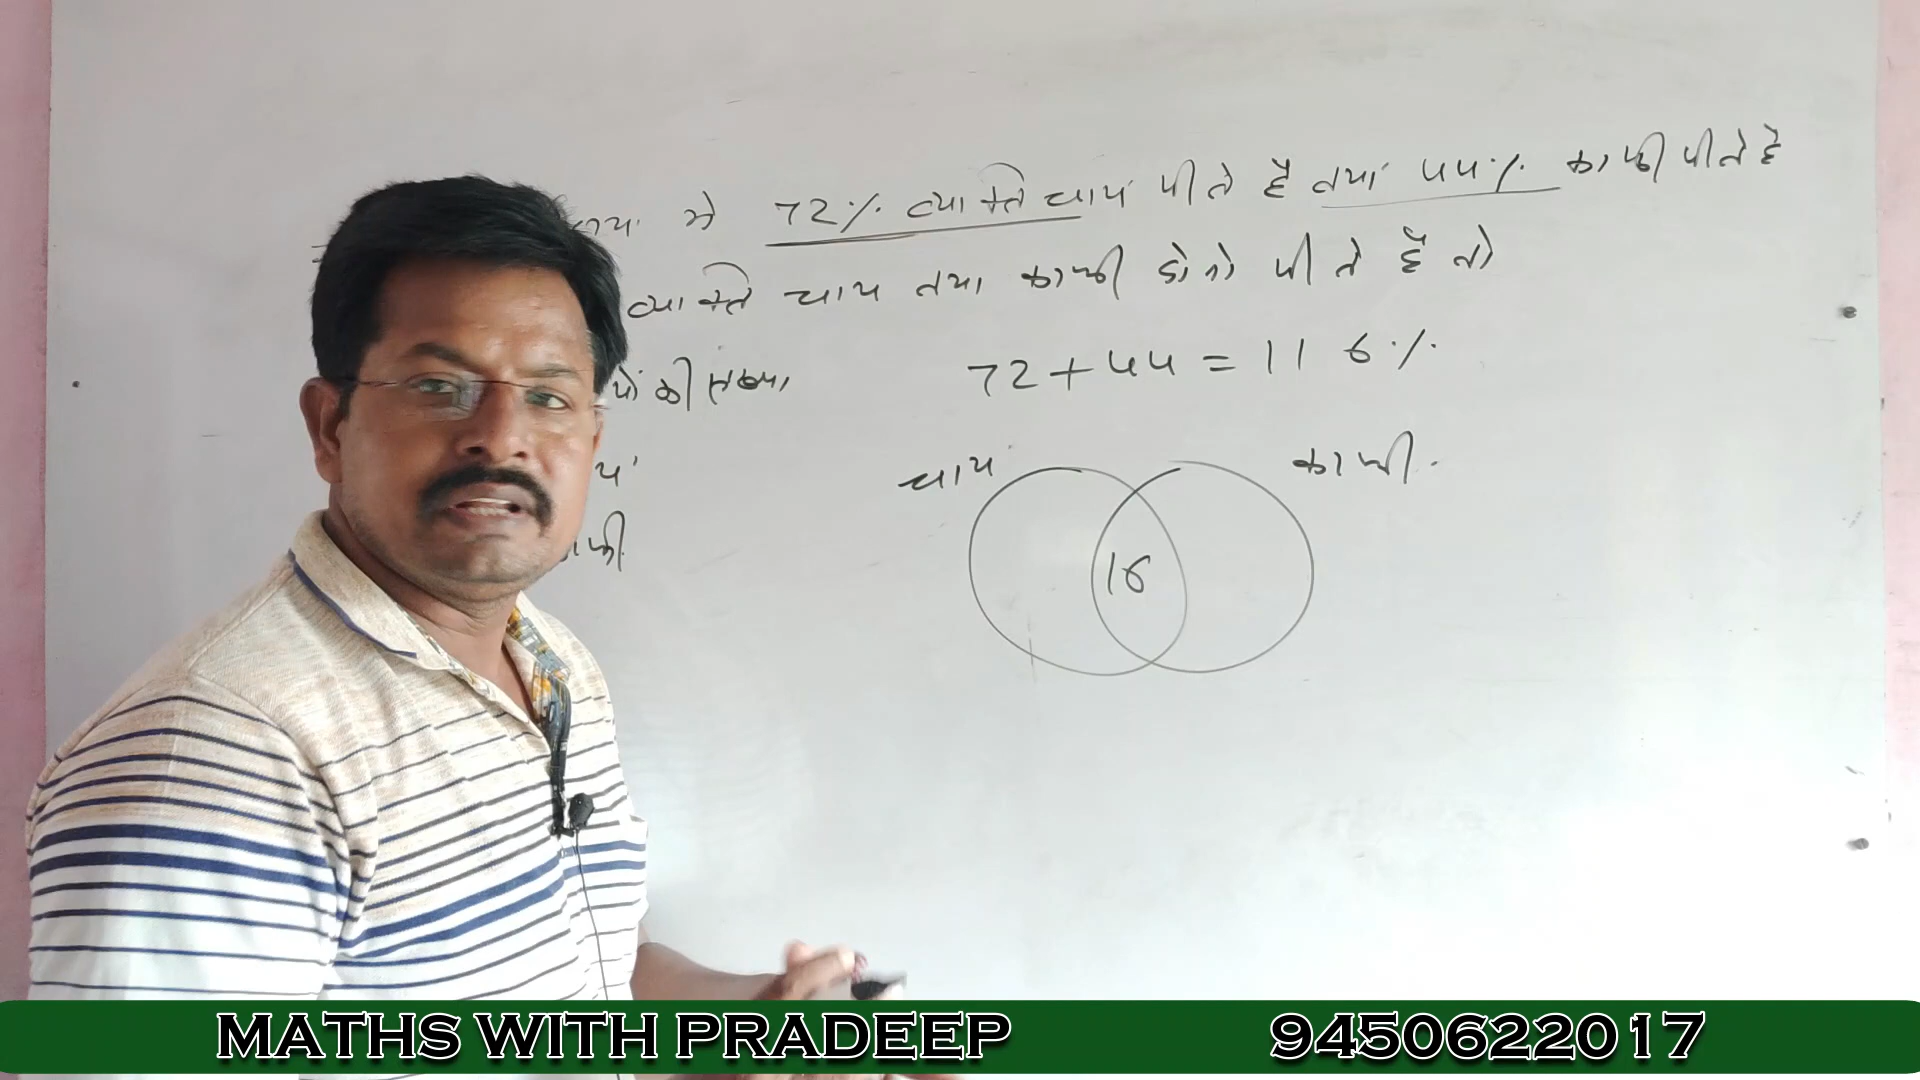 में 72% व्यक्ति चाय पीते हैं तथा 44% काफी पीते है
व्यक्ति चाय तथा काफी दोनो पीते हैं तो
की संख्या
72+44=116%
चाय
काफी
16
MATHS WITH PRADEEP
9450622017